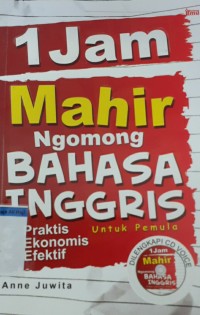 1 Jam
Mahir
Ngomong
BAHASA
INGGRIS
Untuk Pemula
Praktis
Ekonomis
Efektif
DILENGKAPI CD VOICE
1 Jam
Mahir
Ngomong
BAHASA
INGGRIS
Anne Juwita